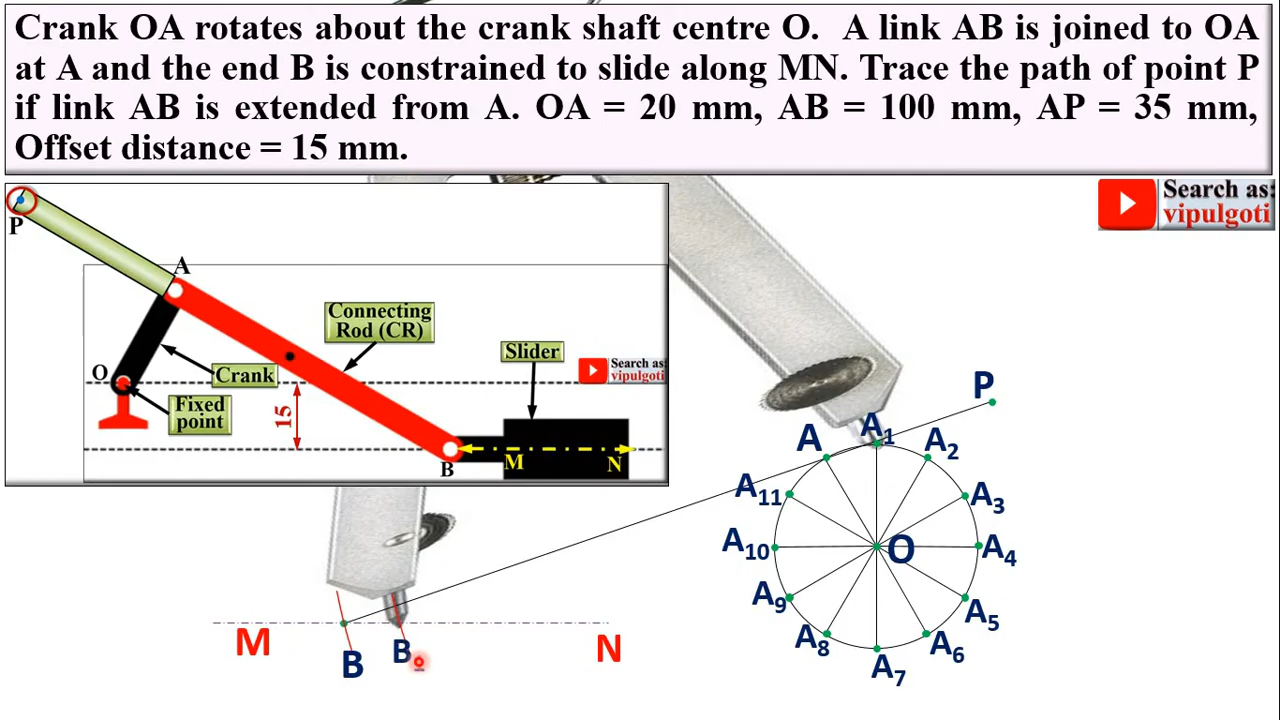 Crank OA rotates about the crank shaft centre O. A link AB is joined to OA
at A and the end B is constrained to slide along MN. Trace the path of point P
if link AB is extended from A. OA = 20 mm, AB = 100 mm, AP = 35 mm,
Offset distance = 15 mm.
Search as:
vipulgoti
P
A
Connecting
Rod (CR)
Slider
Search as:
vipulgoti
O
Crank
Fixed
point
15
B
M
N
P
A
A1
A2
A11
A3
A10
O
A4
A9
A5
A8
A6
A7
M
B
B
N